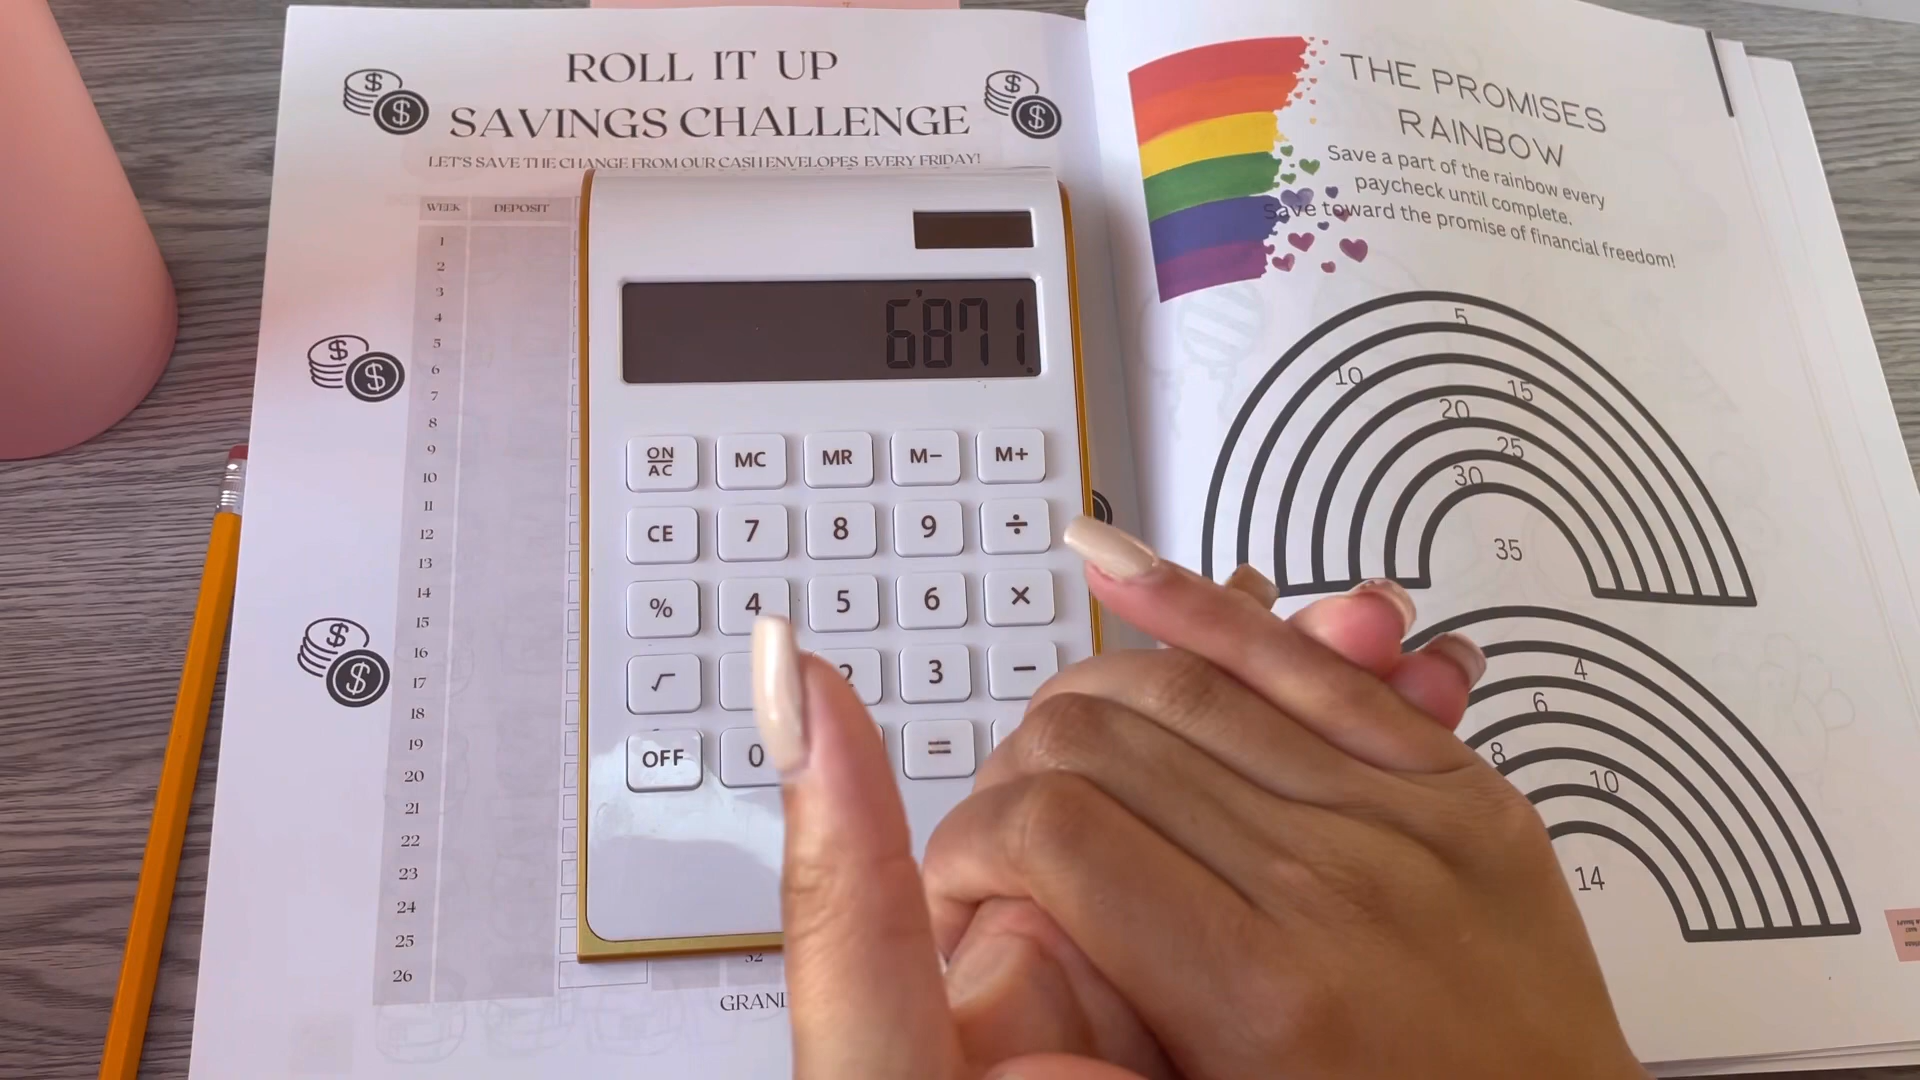 ROLL IT UP
SAVINGS CHALLENGE
LET'S SAVE THE CHANGE FROM OUR CASH ENVELOPES EVERY FRIDAY!
WEEK DEPOSIT
1
2
3
4
5
6
7
8
9
10
11
12
13
14
15
16
17
18
19
20
21
22
23
24
25
26
52
6'871.
ON
AC MC MR M− M+
CE 7 8 9 ÷
% 4 5 6 ×
√ 2 3 −
OFF 0 =
THE PROMISES
RAINBOW
Save a part of the rainbow every
paycheck until complete.
Save toward the promise of financial freedom!
5
10
15
20
25
30
35
4
6
8
10
14